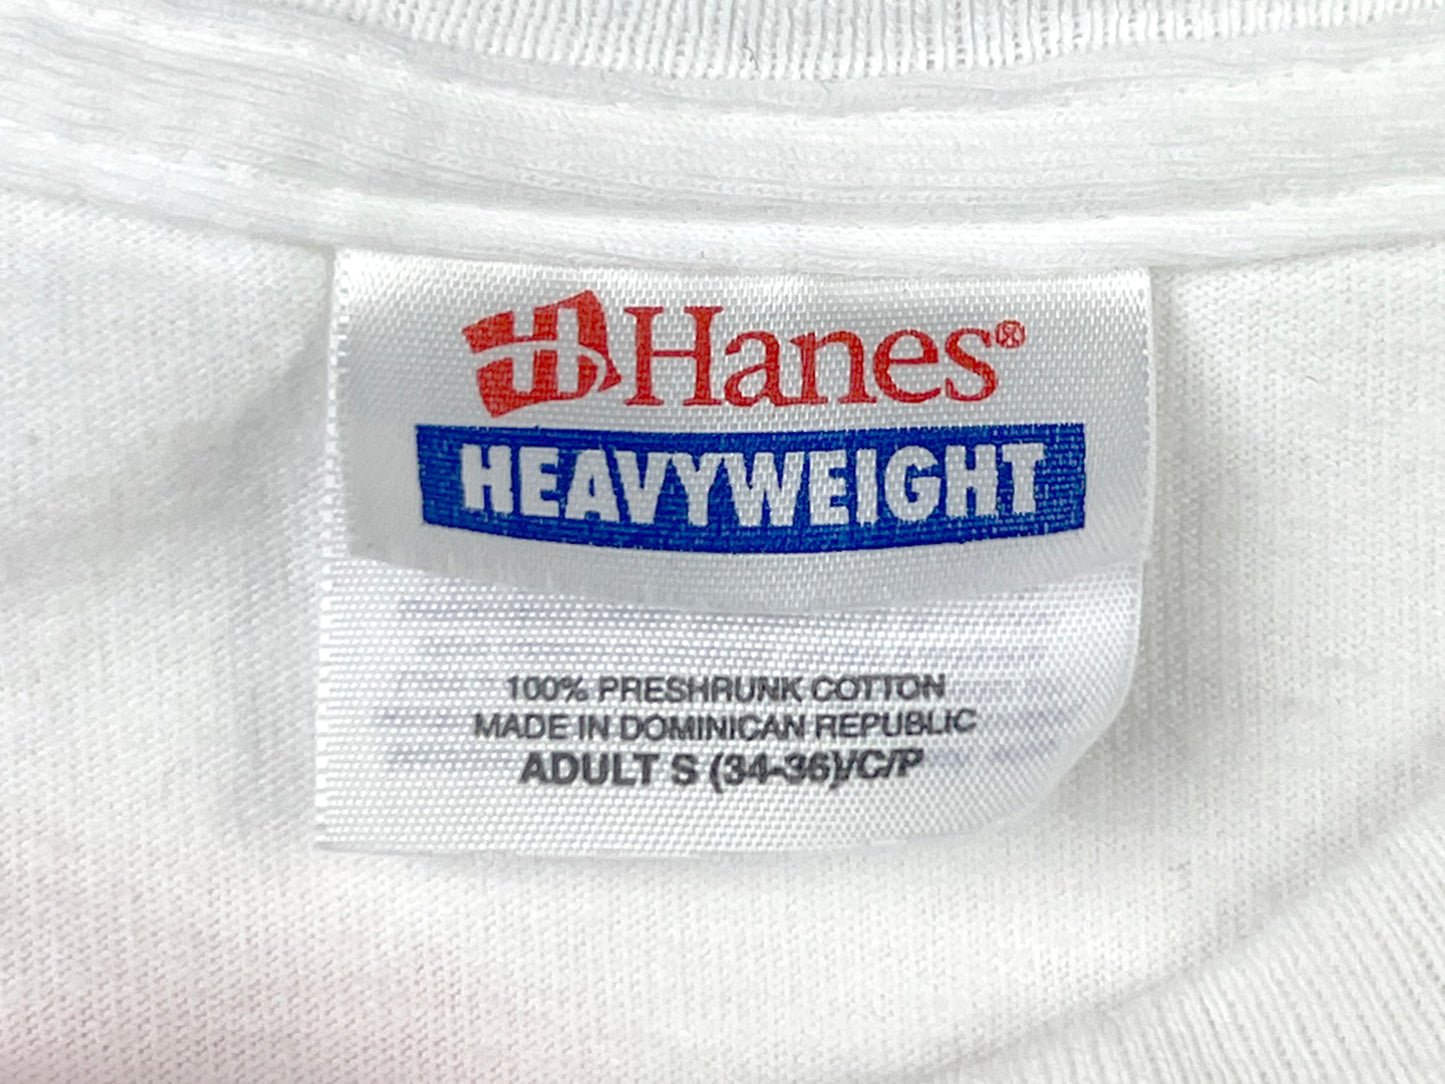 Hanes®
HEAVYWEIGHT
100% PRESHRUNK COTTON
MADE IN DOMINICAN REPUBLIC
ADULT S (34-36)/C/P